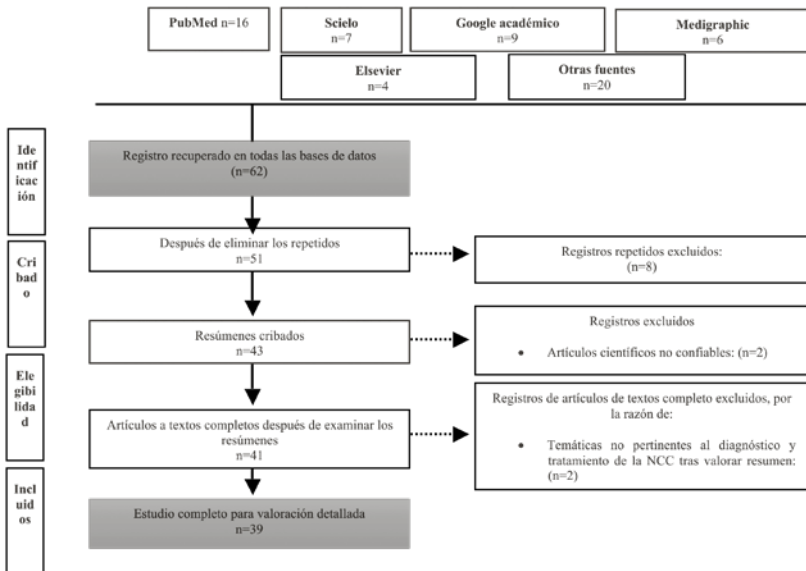 PubMed n=16
Scielo
n=7
Google académico
n=9
Medigraphic
n=6
Elsevier
n=4
Otras fuentes
n=20
Ide
ntif
icac
ión
Registro recuperado en todas las bases de datos
(n=62)
Cri
bad
o
Después de eliminar los repetidos
n=51
Registros repetidos excluidos:
(n=8)
Resúmenes cribados
n=43
Registros excluidos
• Artículos científicos no confiables: (n=2)
Ele
gibi
lida
d
Artículos a textos completos después de examinar los
resúmenes
n=41
Registros de artículos de textos completo excluidos, por
la razón de:
• Temáticas no pertinentes al diagnóstico y
tratamiento de la NCC tras valorar resumen:
(n=2)
Incl
uid
os
Estudio completo para valoración detallada
n=39